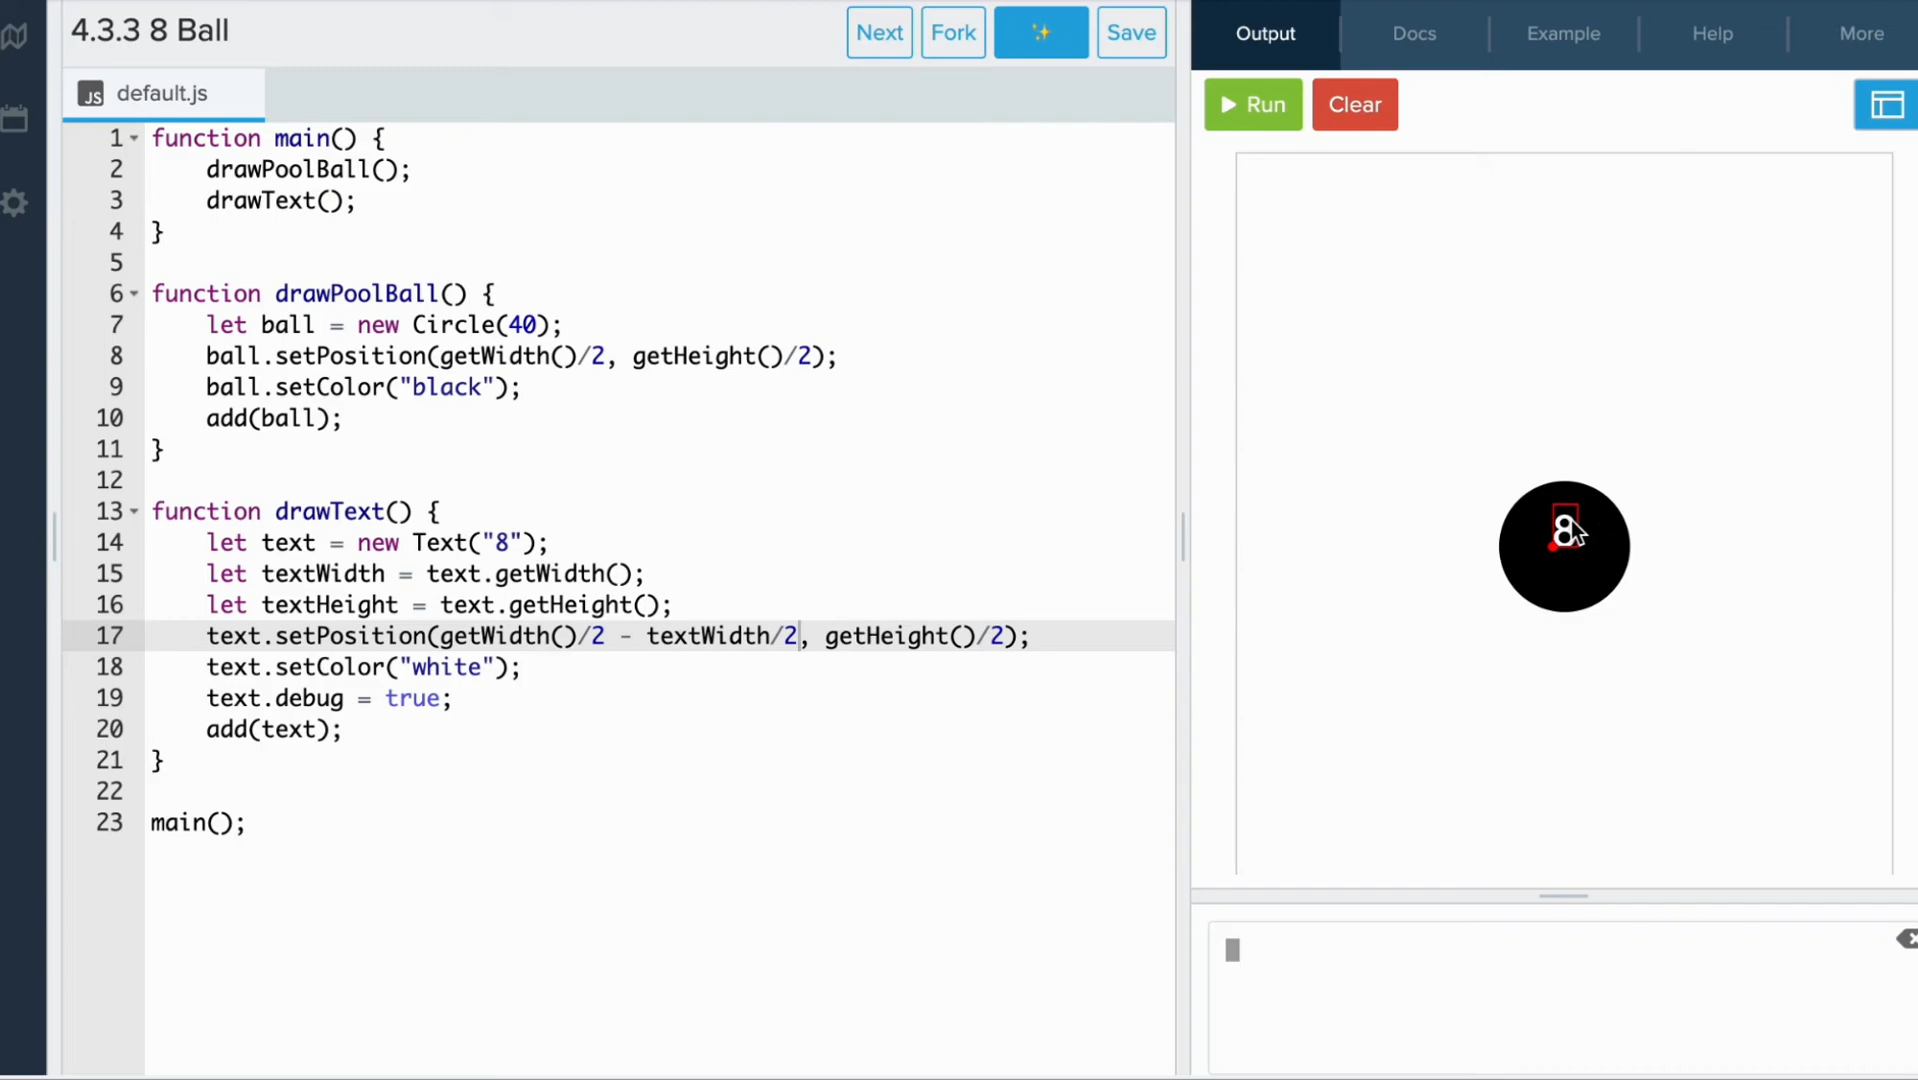 4.3.3 8 Ball
Next
Fork
Save
JS default.js
1 function main() {
2 drawPoolBall();
3 drawText();
4 }
5
6 function drawPoolBall() {
7 let ball = new Circle(40);
8 ball.setPosition(getWidth()/2, getHeight()/2);
9 ball.setColor("black");
10 add(ball);
11 }
12
13 function drawText() {
14 let text = new Text("8");
15 let textWidth = text.getWidth();
16 let textHeight = text.getHeight();
17 text.setPosition(getWidth()/2 - textWidth/2, getHeight()/2);
18 text.setColor("white");
19 text.debug = true;
20 add(text);
21 }
22
23 main();
Output
Docs
Example
Help
More
Run
Clear
8